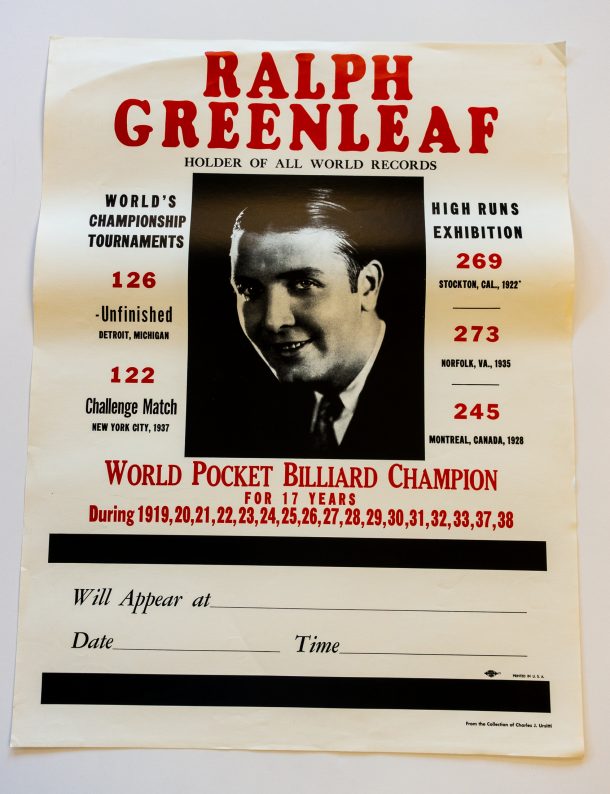 RALPH
GREENLEAF
HOLDER OF ALL WORLD RECORDS
WORLD'S
CHAMPIONSHIP
TOURNAMENTS
126
-Unfinished
DETROIT, MICHIGAN
122
Challenge Match
NEW YORK CITY, 1937
HIGH RUNS
EXHIBITION
269
STOCKTON, CAL., 1922*
273
NORFOLK, VA., 1935
245
MONTREAL, CANADA, 1928
WORLD POCKET BILLIARD CHAMPION
FOR 17 YEARS
During 1919,20,21,22,23,24,25,26,27,28,29,30,31,32,33,37,38
Will Appear at
Date Time
PRINTED IN U. S. A.
From the Collection of Charles J. Ursitti